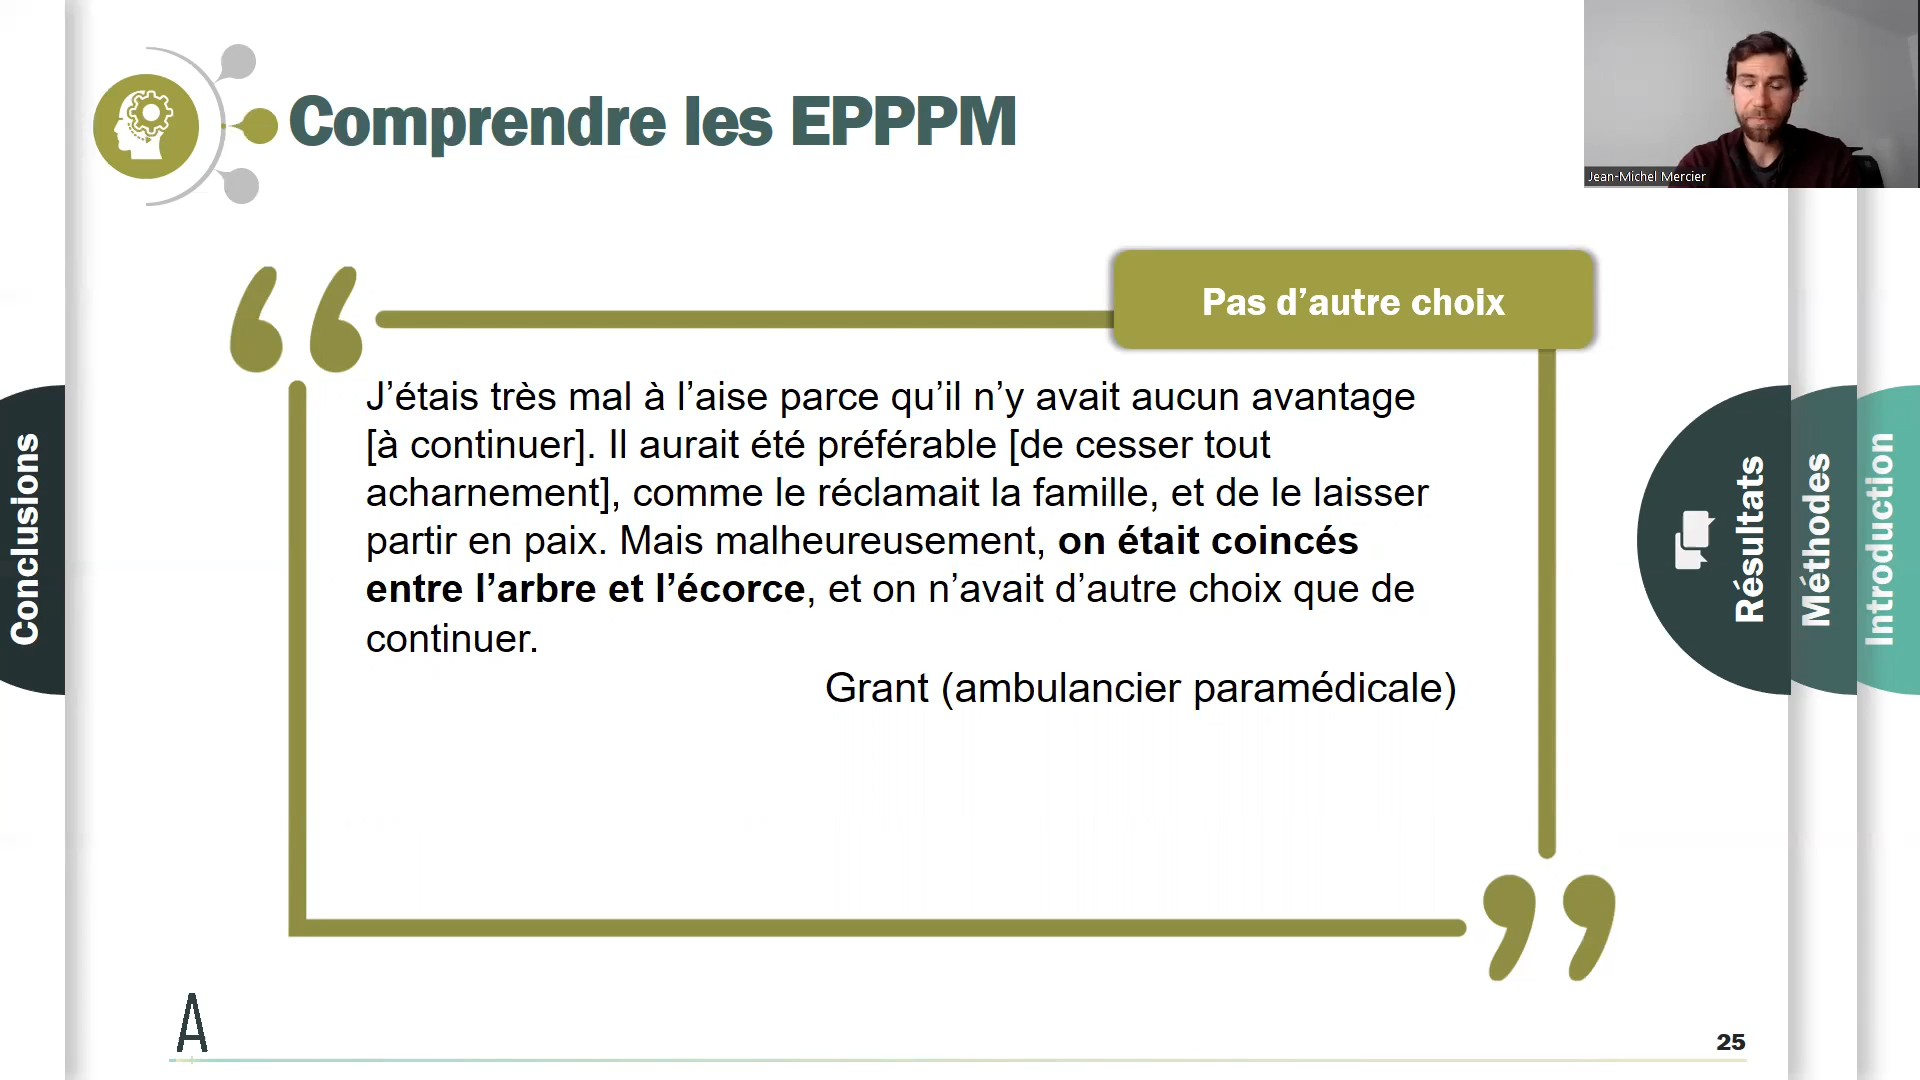 Comprendre les EPPPM
Jean-Michel Mercier
Pas d’autre choix
J’étais très mal à l’aise parce qu’il n’y avait aucun avantage
[à continuer]. Il aurait été préférable [de cesser tout
acharnement], comme le réclamait la famille, et de le laisser
partir en paix. Mais malheureusement, on était coincés
entre l’arbre et l’écorce, et on n’avait d’autre choix que de
continuer.
Grant (ambulancier paramédicale)
Conclusions
Résultats
Méthodes
Introduction
A
25